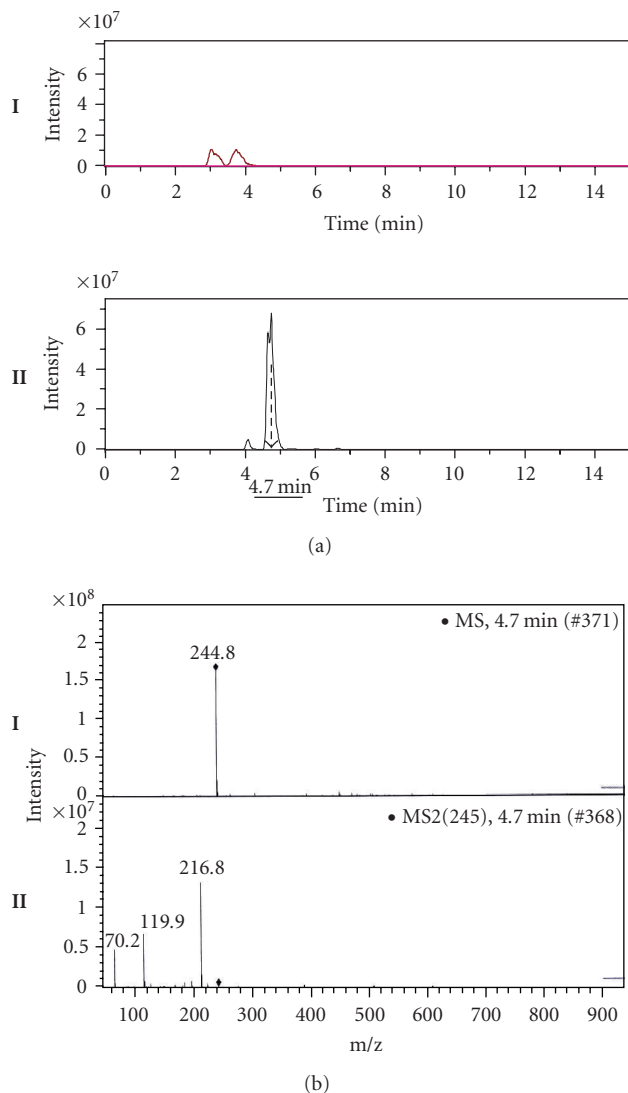 ×10⁷
I
Intensity
6
4
2
0
0 2 4 6 8 10 12 14
Time (min)
×10⁷
II
Intensity
6
4
2
0
0 2 4 6 8 10 12 14
4.7 min
Time (min)
(a)
×10⁸
• MS, 4.7 min (#371)
244.8
I
2
1.5
1
0.5
0
Intensity
×10⁷
• MS2(245), 4.7 min (#368)
216.8
119.9
70.2
II
2
1.5
1
0.5
0
100 200 300 400 500 600 700 800 900
m/z
(b)